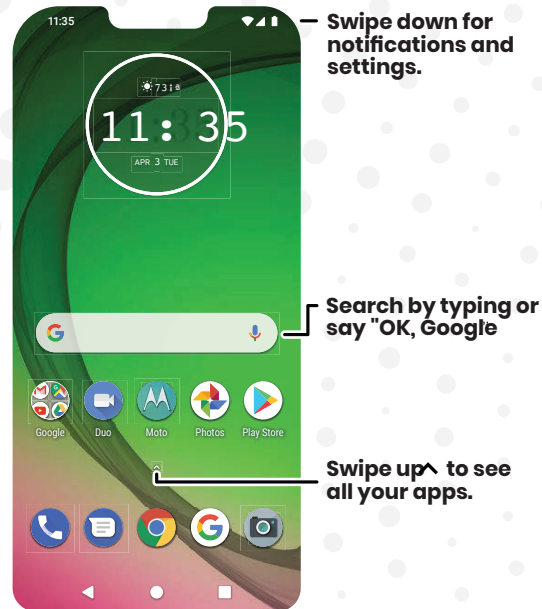 11:35
Swipe down for
notifications and
settings.
73
11:35
APR 3 TUE
Search by typing or
say "OK, Google
Google
Duo
Moto
Photos
Play Store
Swipe up^ to see
all your apps.